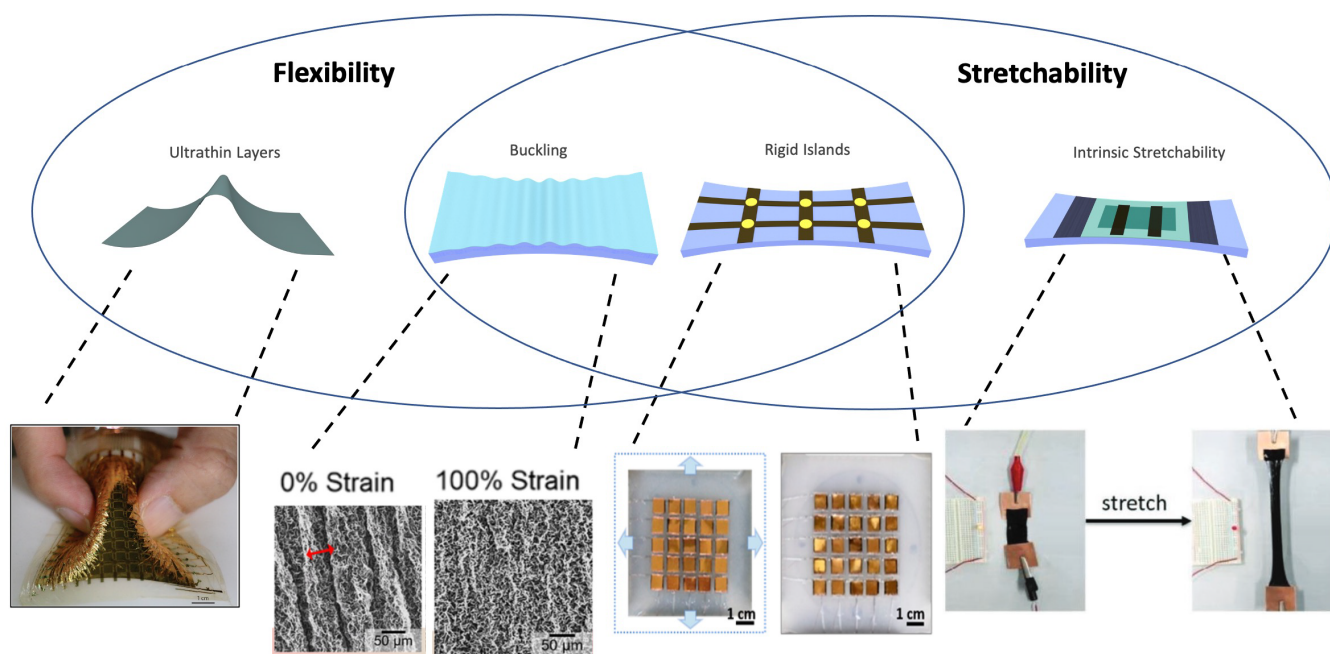 Flexibility
Stretchability
Ultrathin Layers
Buckling
Rigid Islands
Intrinsic Stretchability
0% Strain
100% Strain
stretch
1 cm
50 μm
50 μm
1 cm
1 cm